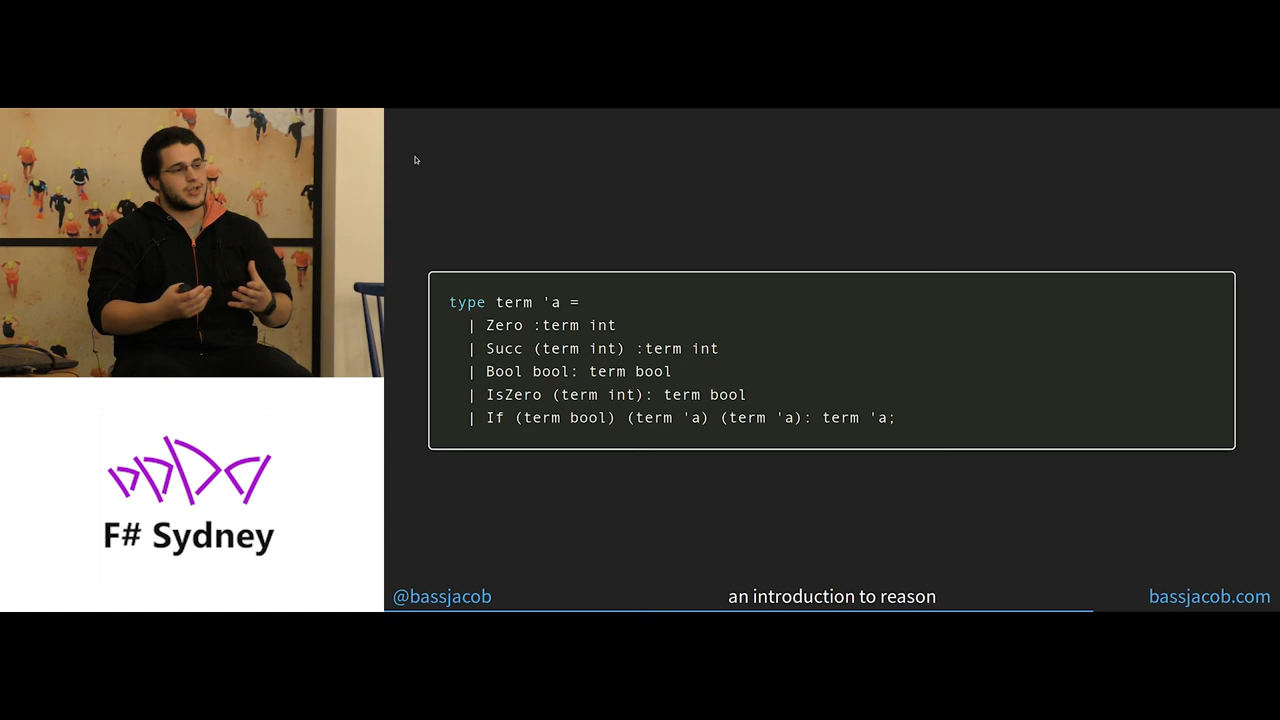 type term 'a =
| Zero :term int
| Succ (term int) :term int
| Bool bool: term bool
| IsZero (term int): term bool
| If (term bool) (term 'a) (term 'a): term 'a;
F# Sydney
@bassjacob
an introduction to reason
bassjacob.com